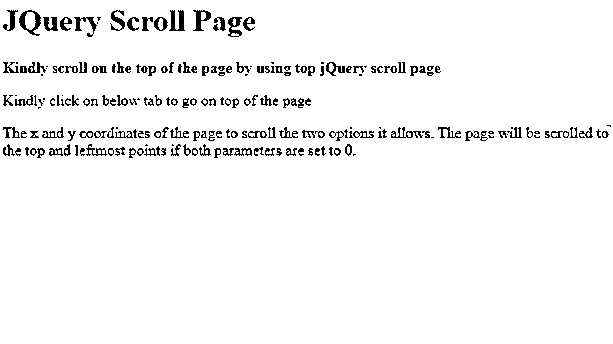 JQuery Scroll Page
Kindly scroll on the top of the page by using top jQuery scroll page
Kindly click on below tab to go on top of the page
The x and y coordinates of the page to scroll the two options it allows. The page will be scrolled to
the top and leftmost points if both parameters are set to 0.